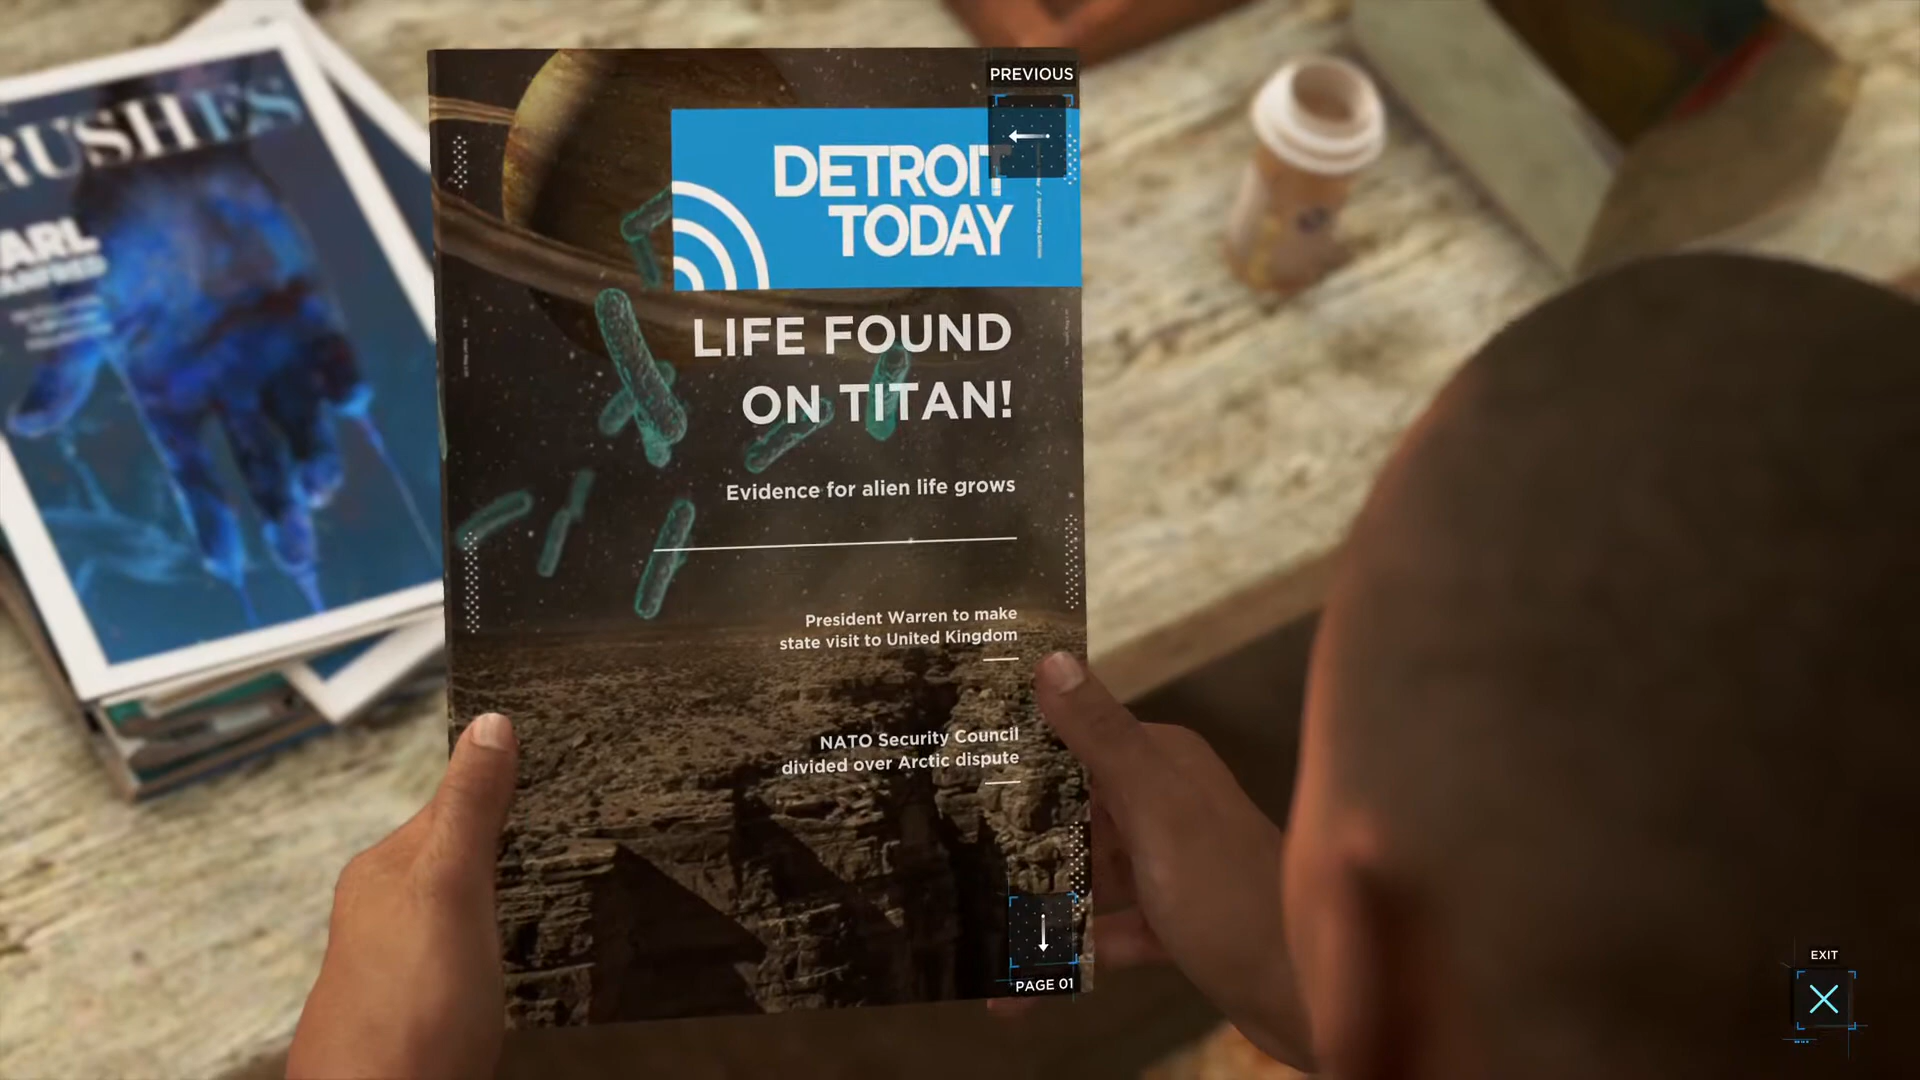 RUSHES
ARL
ANFRED
PREVIOUS
DETROIT
TODAY
LIFE FOUND
ON TITAN!
Evidence for alien life grows
President Warren to make
state visit to United Kingdom
NATO Security Council
divided over Arctic dispute
PAGE 01
EXIT